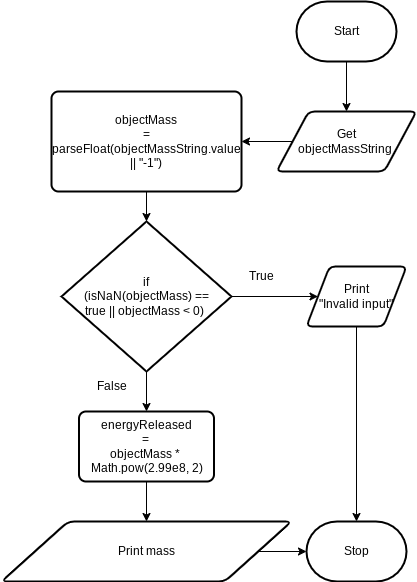 Start
Get
objectMassString
objectMass
=
parseFloat(objectMassString.value
|| "-1")
if
(isNaN(objectMass) ==
true || objectMass < 0)
True
Print
"Invalid input"
False
energyReleased
=
objectMass *
Math.pow(2.99e8, 2)
Print mass
Stop